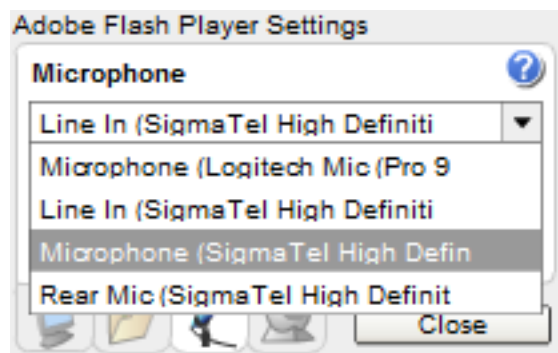 Adobe Flash Player Settings
Microphone
?
Line In (SigmaTel High Definiti
Microphone (Logitech Mic (Pro 9
Line In (SigmaTel High Definiti
Microphone (SigmaTel High Defin
Rear Mic (SigmaTel High Definit
Close